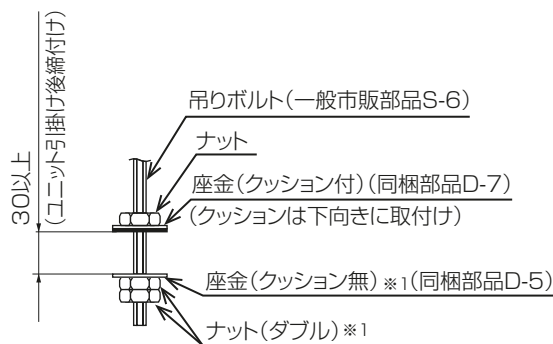 吊りボルト(一般市販部品S-6)
ナット
座金(クッション付)(同梱部品D-7)
(クッションは下向きに取付け)
30以上
(ユニット引掛け後締付け)
座金(クッション無)※1(同梱部品D-5)
ナット(ダブル)※1